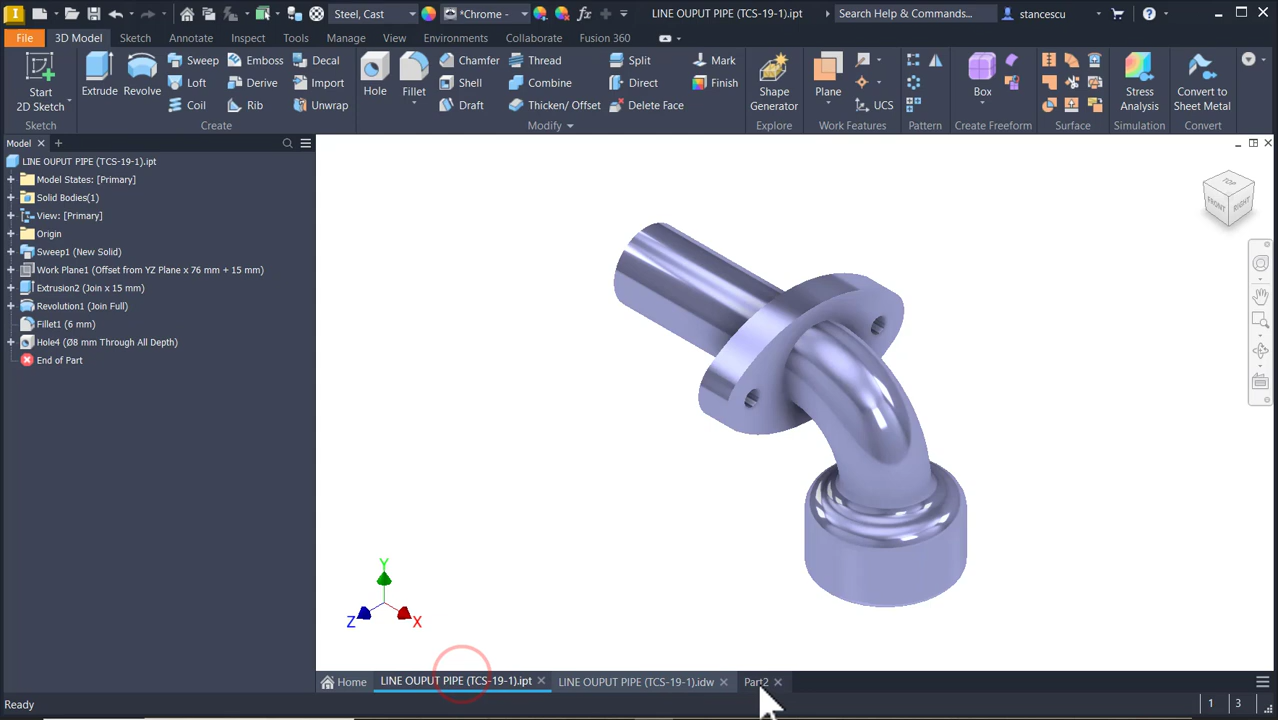 Steel, Cast
*Chrome
LINE OUPUT PIPE (TCS-19-1).ipt
Search Help & Commands...
stancescu
File
3D Model
Sketch
Annotate
Inspect
Tools
Manage
View
Environments
Collaborate
Fusion 360
Start
2D Sketch
Extrude
Revolve
Sweep
Loft
Coil
Emboss
Derive
Rib
Decal
Import
Unwrap
Hole
Fillet
Chamfer
Shell
Draft
Thread
Combine
Thicken/ Offset
Split
Direct
Delete Face
Mark
Finish
Shape
Generator
Plane
UCS
Box
Stress
Analysis
Convert to
Sheet Metal
Sketch
Create
Modify
Explore
Work Features
Pattern
Create Freeform
Surface
Simulation
Convert
Model
LINE OUPUT PIPE (TCS-19-1).ipt
Model States: [Primary]
Solid Bodies(1)
View: [Primary]
Origin
Sweep1 (New Solid)
Work Plane1 (Offset from YZ Plane x 76 mm + 15 mm)
Extrusion2 (Join x 15 mm)
Revolution1 (Join Full)
Fillet1 (6 mm)
Hole4 (Ø8 mm Through All Depth)
End of Part
TOP
FRONT
RIGHT
Y
Z
X
Home
LINE OUPUT PIPE (TCS-19-1).ipt
LINE OUPUT PIPE (TCS-19-1).idw
Part2
Ready
1
3